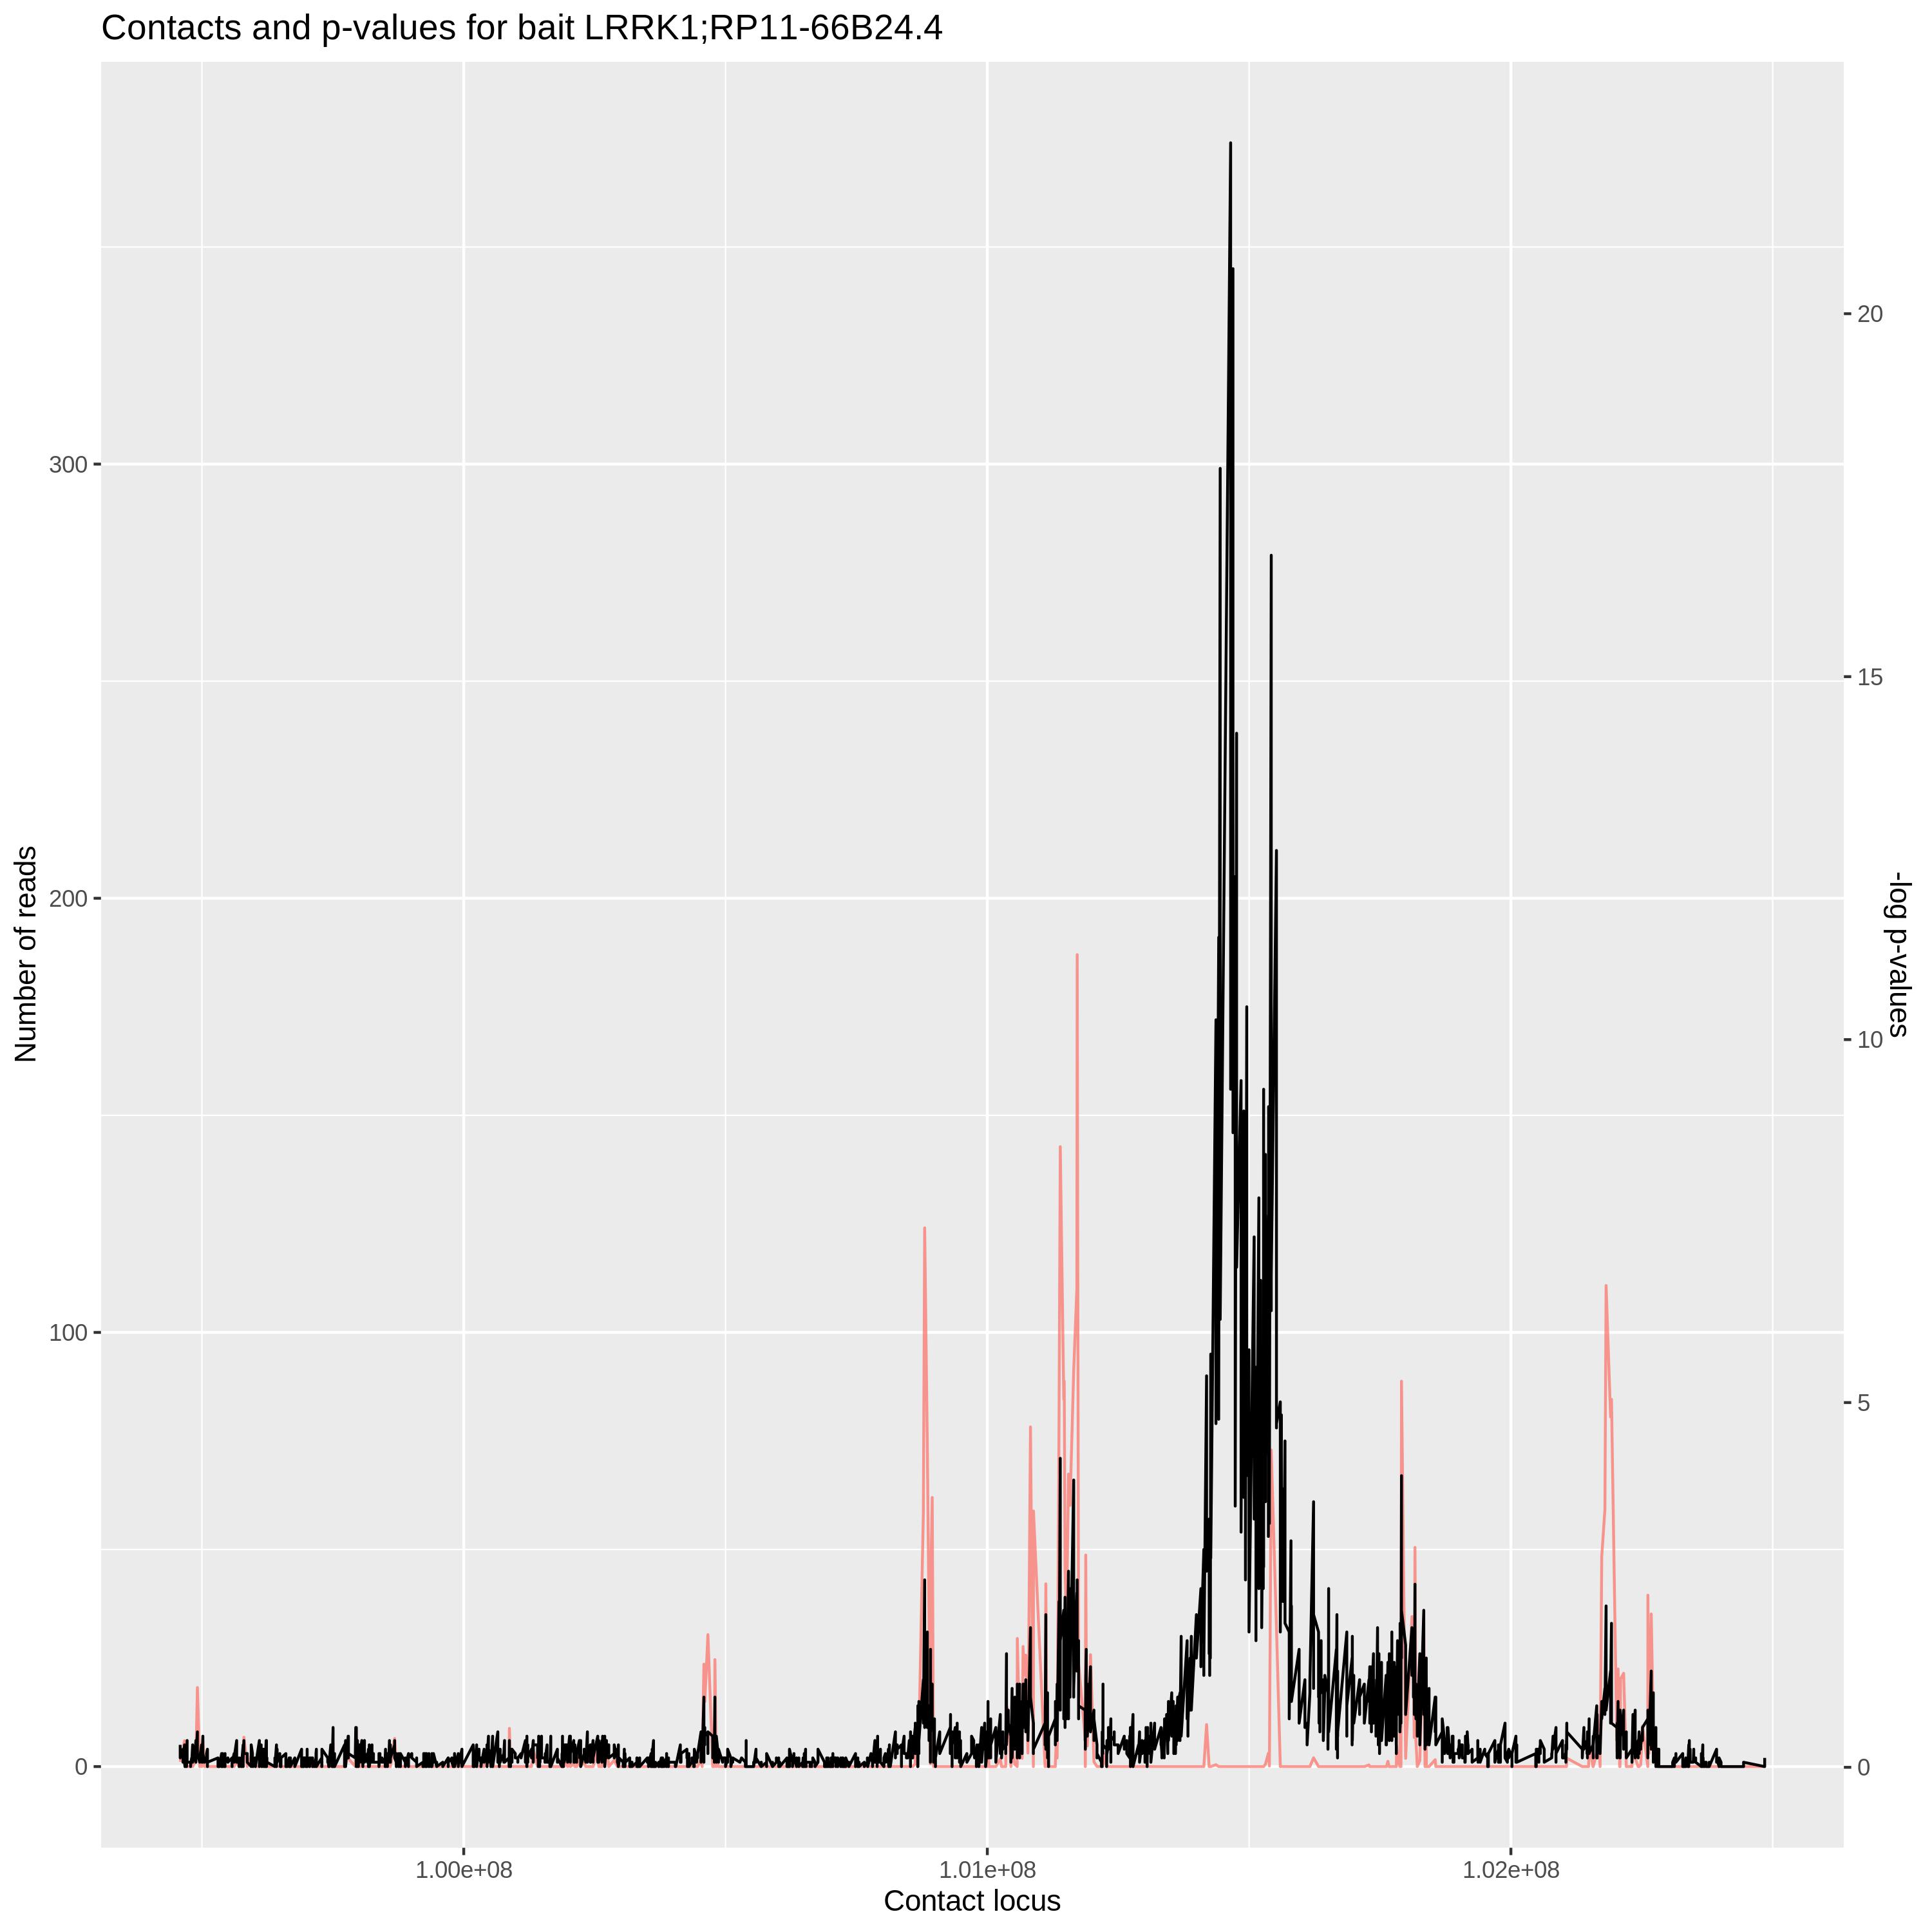 Contacts and p-values for bait LRRK1;RP11-66B24.4
Number of reads
300
200
100
0
20
15
10
5
0
-log p-values
1.00e+08
1.01e+08
1.02e+08
Contact locus